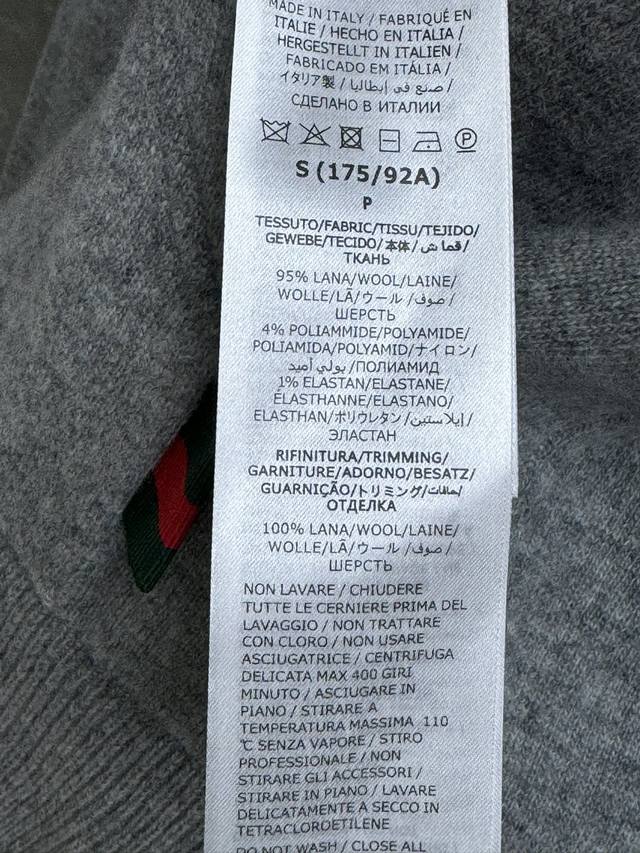 MADE IN ITALY / FABRIQUÉ EN
ITALIE / HECHO EN ITALIA /
HERGESTELLT IN ITALIEN /
FABRICADO EM ITÁLIA /
イタリア製 / صنع في إيطاليا /
СДЕЛАНО В ИТАЛИИ
P
S (175/92A)
P
TESSUTO/FABRIC/TISSU/TEJIDO/
GEWEBE/TECIDO/本体/قماش/
ТКАНЬ
95% LANA/WOOL/LAINE/
WOLLE/LÃ/ウール/صوف/
ШЕРСТЬ
4% POLIAMMIDE/POLYAMIDE/
POLIAMIDA/POLYAMID/ナイロン/
بولي أميد/ПОЛИАМИД
1% ELASTAN/ELASTANE/
ÉLASTHANNE/ELASTANO/
ELASTHAN/ポリウレタン/إيلاستين/
ЭЛАСТАН
RIFINITURA/TRIMMING/
GARNITURE/ADORNO/BESATZ/
GUARNIÇÃO/トリミング/إضافات/
ОТДЕЛКА
100% LANA/WOOL/LAINE/
WOLLE/LÃ/ウール/صوف/
ШЕРСТЬ
NON LAVARE / CHIUDERE
TUTTE LE CERNIERE PRIMA DEL
LAVAGGIO / NON TRATTARE
CON CLORO / NON USARE
ASCIUGATRICE / CENTRIFUGA
DELICATA MAX 400 GIRI
MINUTO / ASCIUGARE IN
PIANO / STIRARE A
TEMPERATURA MASSIMA 110
°C SENZA VAPORE / STIRO
PROFESSIONALE / NON
STIRARE GLI ACCESSORI /
STIRARE IN PIANO / LAVARE
DELICATAMENTE A SECCO IN
TETRACLOROETILENE
DO NOT WASH / CLOSE ALL